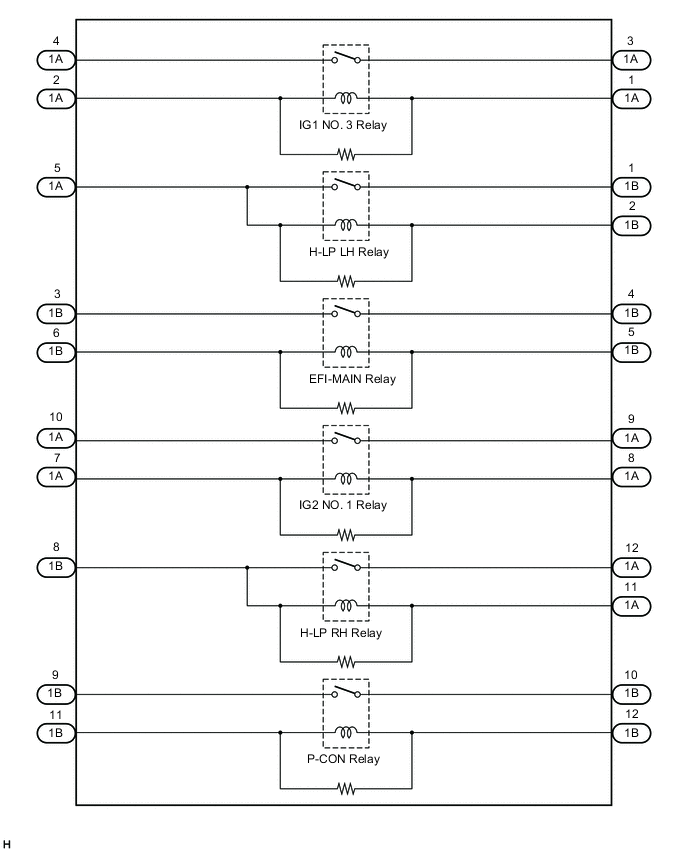 4 3
1A 1A
2 1
1A 1A
IG1 NO. 3 Relay
5 1
1A 1B
2
1B
H-LP LH Relay
3 4
1B 1B
6 5
1B 1B
EFI-MAIN Relay
10 9
1A 1A
7 8
1A 1A
IG2 NO. 1 Relay
8 12
1B 1A
11
1A
H-LP RH Relay
9 10
1B 1B
11 12
1B 1B
P-CON Relay
H